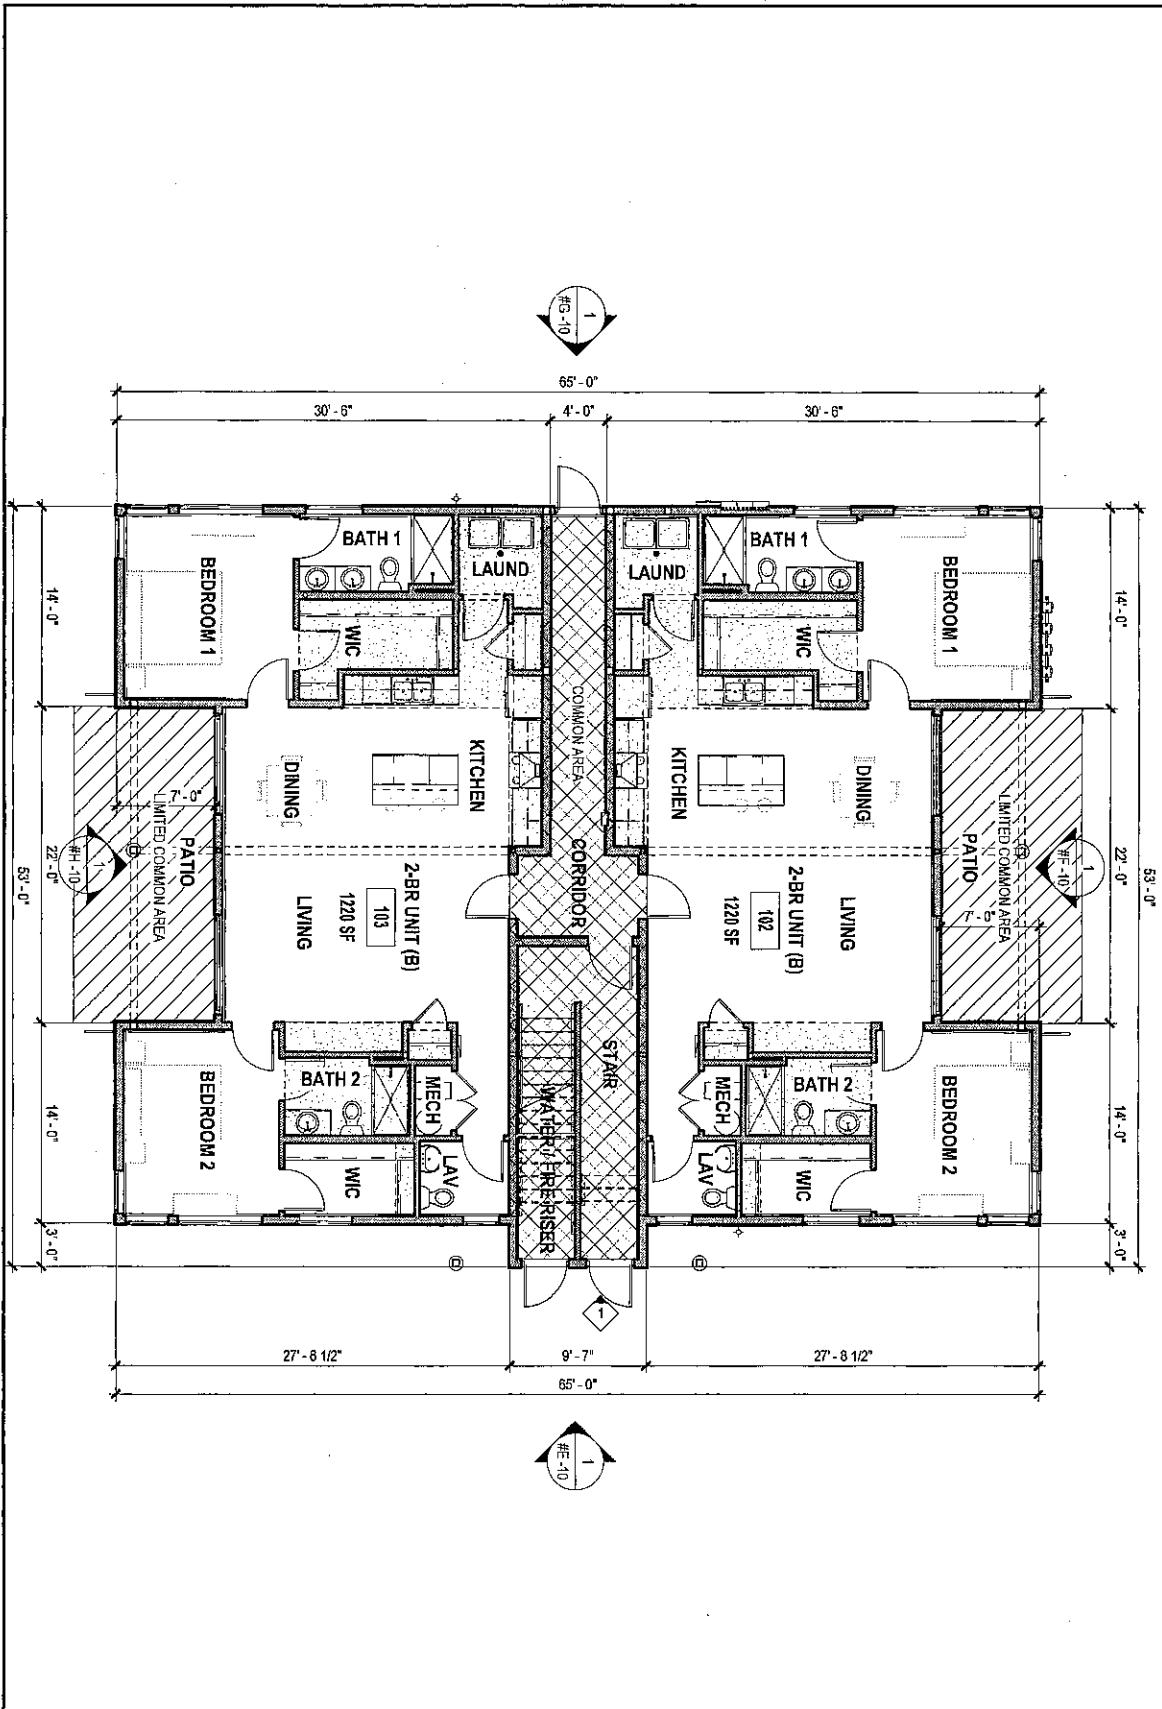 1
#G-10
65' - 0"
30' - 6"
4' - 0"
30' - 6"
53' - 0"
14' - 0"
22' - 0"
14' - 0"
3' - 0"
BATH 1
LAUND
BEDROOM 1
WIC
LAUND
BATH 1
WIC
BEDROOM 1
COMMON AREA
KITCHEN
DINING
KITCHEN
DINING
7' - 0"
LIMITED COMMON AREA
PATIO
1
#H-10
CORRIDOR
LIMITED COMMON AREA
PATIO
7' - 0"
1
#F-10
2-BR UNIT (B)
103
1220 SF
LIVING
2-BR UNIT (B)
102
1220 SF
LIVING
STAIR
WATER / FIRE RISER
BATH 2
MECH
BEDROOM 2
WIC
LAV
MECH
BATH 2
LAV
WIC
BEDROOM 2
14' - 0"
22' - 0"
14' - 0"
3' - 0"
53' - 0"
1
27' - 8 1/2"
9' - 7"
27' - 8 1/2"
65' - 0"
1
#E-10